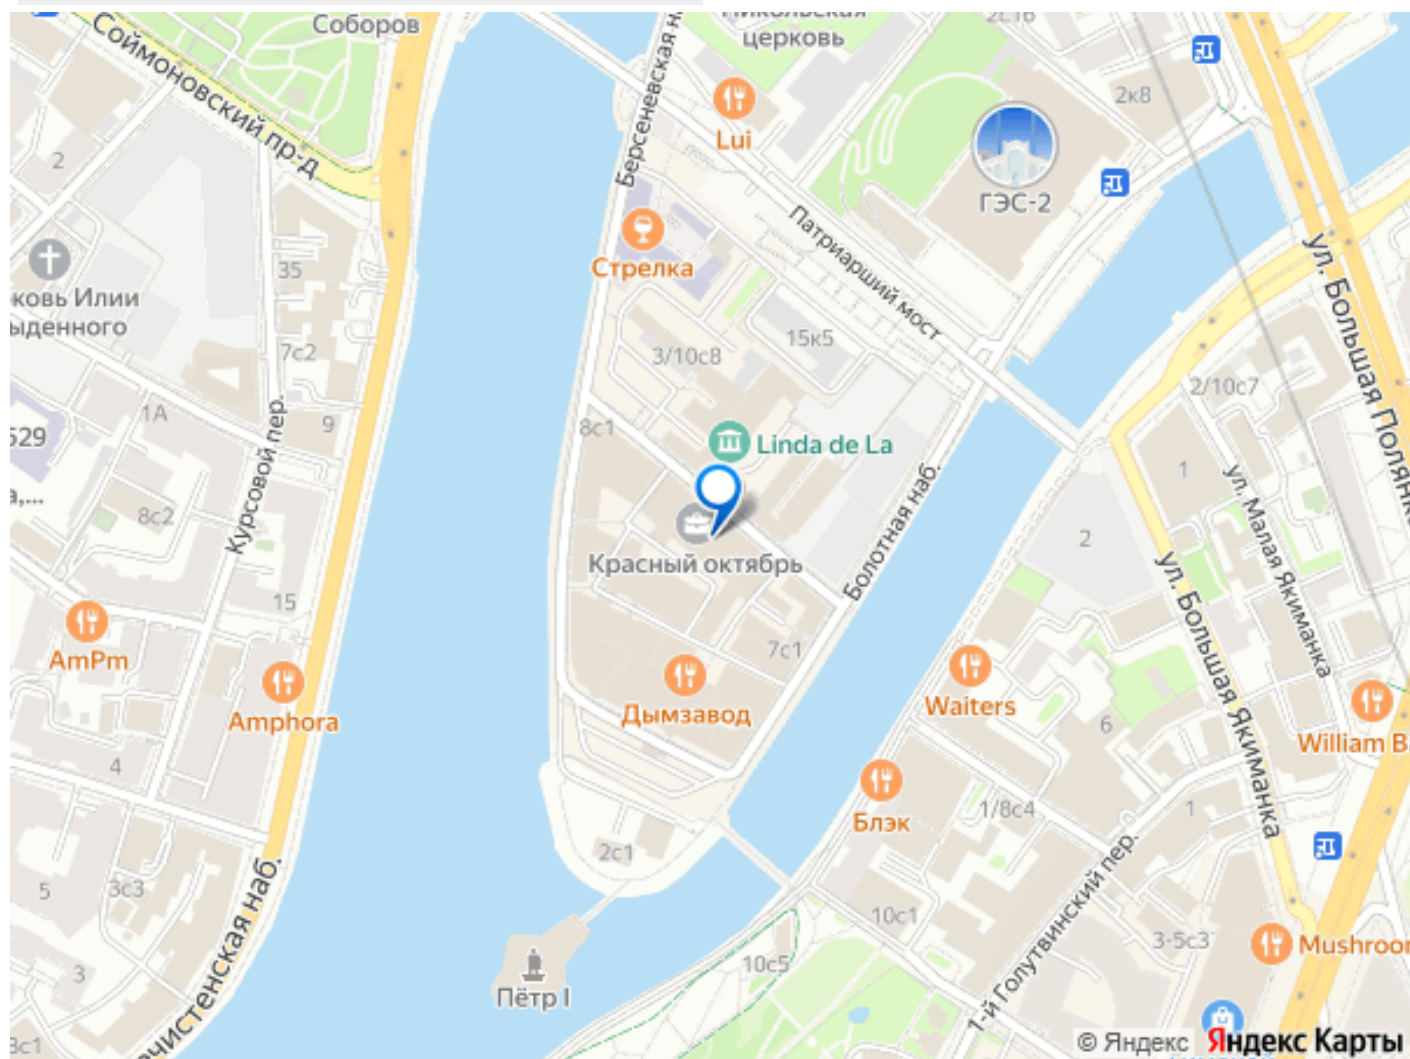 Соборов
Никольская
церковь
2с16
2к8
Соймоновский пр-д
Берсеневская н
Lui
ГЭС-2
2
Стрелка
Патриарший мост
ул. Большая Полянка
35
ковь Илии
ыденного
7с2
3/10с8
15к5
2/10с7
1А
9
8с1
Linda de La
529
а,...
Курсовой пер.
8с2
1
ул. Малая Якиманка
Болотная наб.
2
Красный октябрь
ул. Большая Якиманка
15
AmPm
7с1
Waiters
Amphora
Дымзавод
6
William B
4
Блэк
1/8с4
1
2с1
1-й Голутвинский пер.
5
3с3
ачистенская наб.
10с1
3-5с3
Mushroo
3
10с5
Пётр I
3с1
© Яндекс
Яндекс Карты